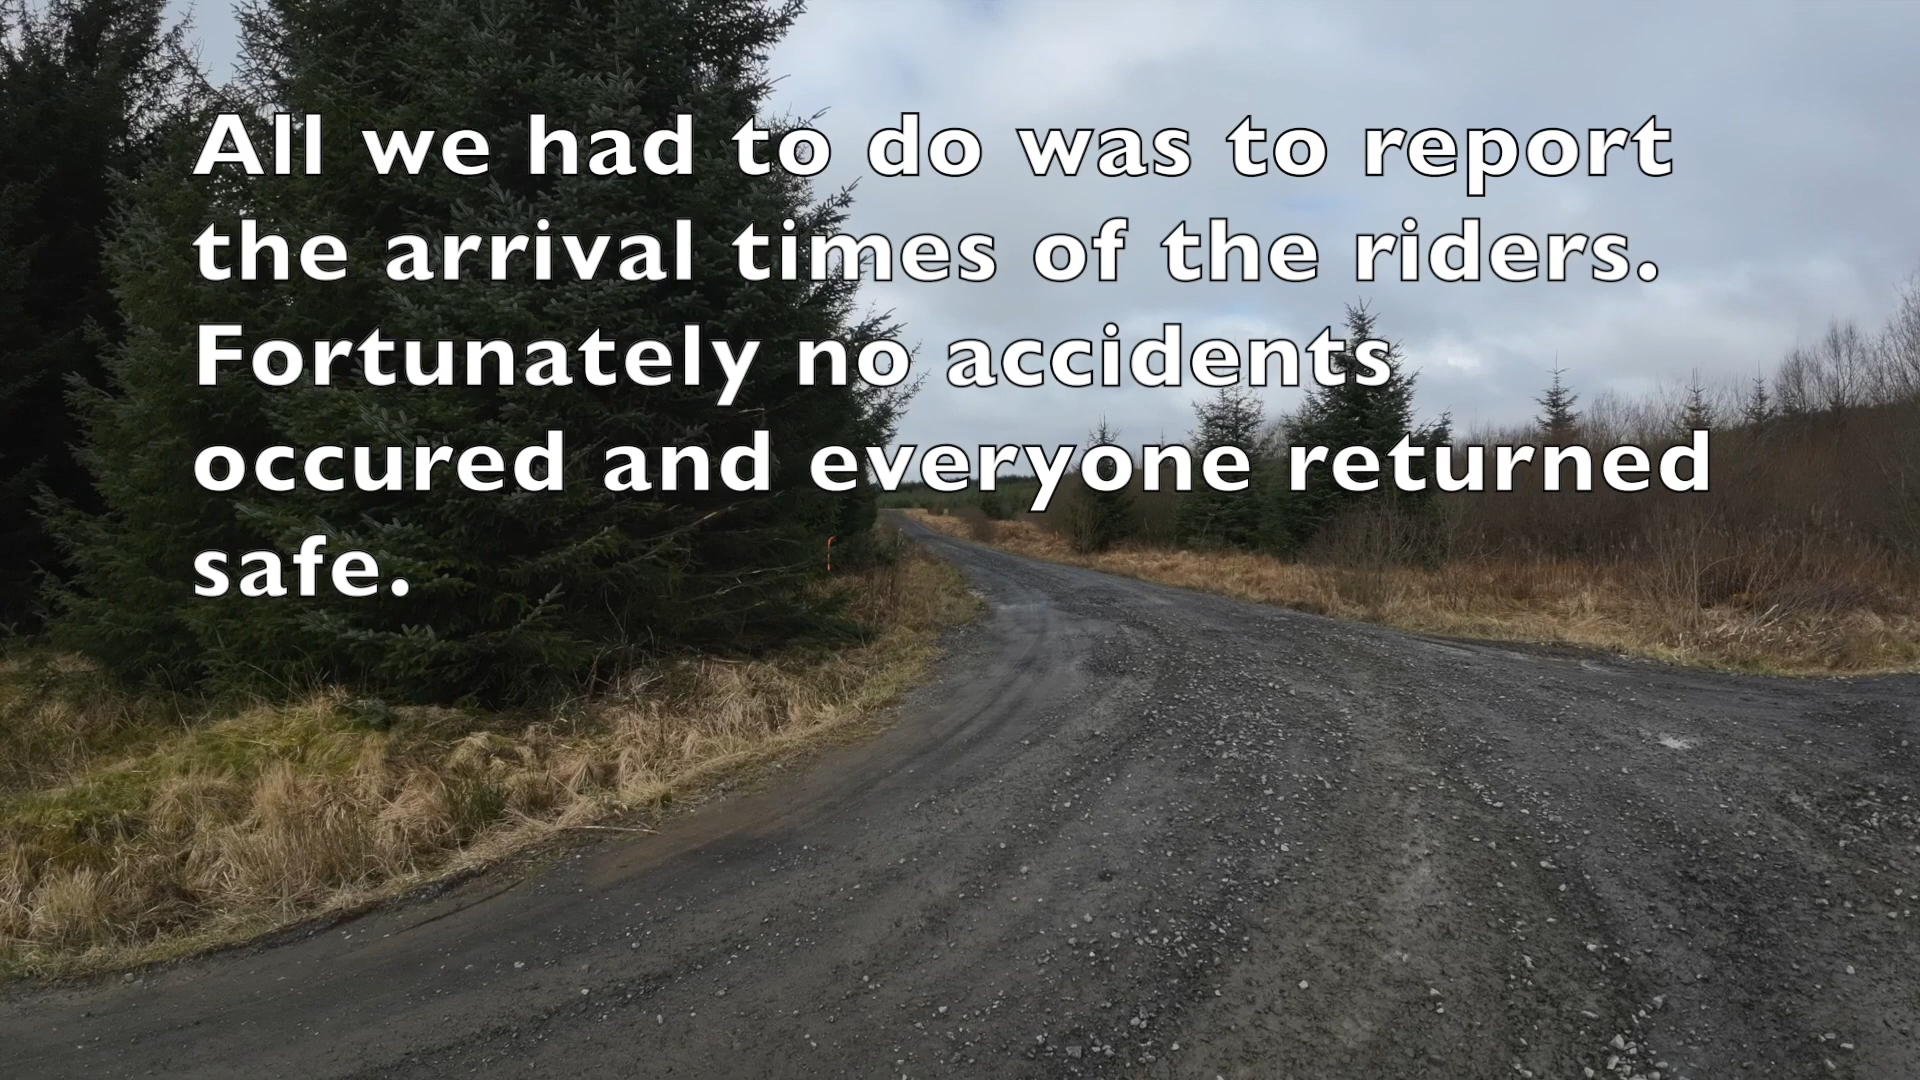 All we had to do was to report
the arrival times of the riders.
Fortunately no accidents
occured and everyone returned
safe.